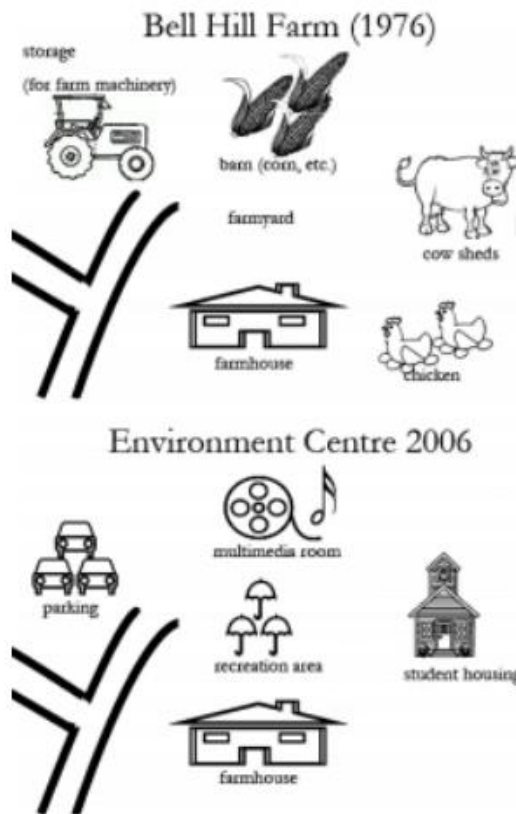 Bell Hill Farm (1976)
storage
(for farm machinery)
barn (corn, etc.)
farmyard
cow sheds
farmhouse
chicken
Environment Centre 2006
multimedia room
parking
recreation area
student housing
farmhouse